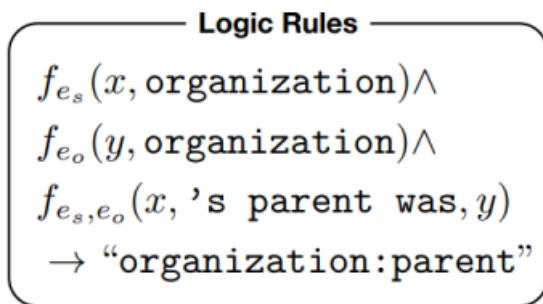 Logic Rules
f_{e_s}(x, organization)∧
f_{e_o}(y, organization)∧
f_{e_s,e_o}(x, 's parent was, y)
→ “organization:parent”